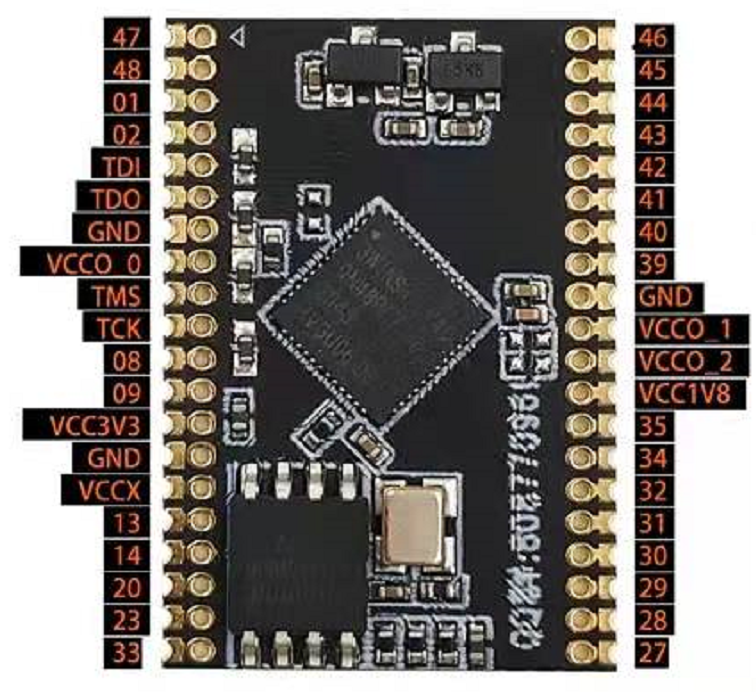 47
48
01
02
TDI
TDO
GND
VCCO_0
TMS
TCK
08
09
VCC3V3
GND
VCCX
13
14
20
23
33
46
45
44
43
42
41
40
39
GND
VCCO_1
VCCO_2
VCC1V8
35
34
32
31
30
29
28
27